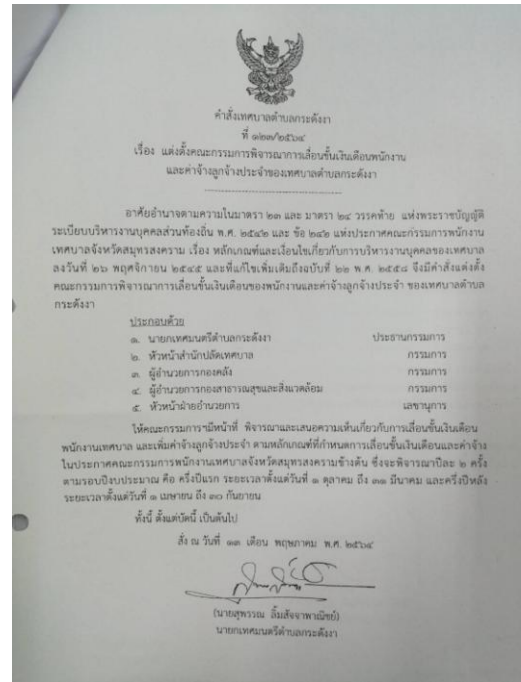 คำสั่งเทศบาลตำบลกระดังงา
ที่ ๑๒๓/๒๕๖๔
เรื่อง แต่งตั้งคณะกรรมการพิจารณาการเลื่อนขั้นเงินเดือนพนักงาน
และค่าจ้างลูกจ้างประจำของเทศบาลตำบลกระดังงา
อาศัยอำนาจตามความในมาตรา ๒๓ และ มาตรา ๒๔ วรรคท้าย แห่งพระราชบัญญัติ
ระเบียบบริหารงานบุคคลส่วนท้องถิ่น พ.ศ. ๒๕๔๒ และ ข้อ ๒๔๖ แห่งประกาศคณะกรรมการพนักงาน
เทศบาลจังหวัดสมุทรสงคราม เรื่อง หลักเกณฑ์และเงื่อนไขเกี่ยวกับการบริหารงานบุคคลของเทศบาล
ลงวันที่ ๒๖ พฤศจิกายน ๒๕๔๕ และที่แก้ไขเพิ่มเติมถึงฉบับที่ ๒๒ พ.ศ. ๒๕๕๘ จึงมีคำสั่งแต่งตั้ง
คณะกรรมการพิจารณาการเลื่อนขั้นเงินเดือนของพนักงานและค่าจ้างลูกจ้างประจำ ของเทศบาลตำบล
กระดังงา
ประกอบด้วย
๑. นายกเทศมนตรีตำบลกระดังงา ประธานกรรมการ
๒. หัวหน้าสำนักปลัดเทศบาล กรรมการ
๓. ผู้อำนวยการกองคลัง กรรมการ
๔. ผู้อำนวยการกองสาธารณสุขและสิ่งแวดล้อม กรรมการ
๕. หัวหน้าฝ่ายอำนวยการ เลขานุการ
ให้คณะกรรมการฯมีหน้าที่ พิจารณาและเสนอความเห็นเกี่ยวกับการเลื่อนขั้นเงินเดือน
พนักงานเทศบาล และเพิ่มค่าจ้างลูกจ้างประจำ ตามหลักเกณฑ์ที่กำหนดการเลื่อนขั้นเงินเดือนและค่าจ้าง
ในประกาศคณะกรรมการพนักงานเทศบาลจังหวัดสมุทรสงครามข้างต้น ซึ่งจะพิจารณาปีละ ๒ ครั้ง
ตามรอบปีงบประมาณ คือ ครึ่งปีแรก ระยะเวลาตั้งแต่วันที่ ๑ ตุลาคม ถึง ๓๑ มีนาคม และครึ่งปีหลัง
ระยะเวลาตั้งแต่วันที่ ๑ เมษายน ถึง ๓๐ กันยายน
ทั้งนี้ ตั้งแต่บัดนี้ เป็นต้นไป
สั่ง ณ วันที่ ๑๓ เดือน พฤษภาคม พ.ศ. ๒๕๖๔
(นายสุพรรณ ลิ้มสัจจาพาณิชย์)
นายกเทศมนตรีตำบลกระดังงา